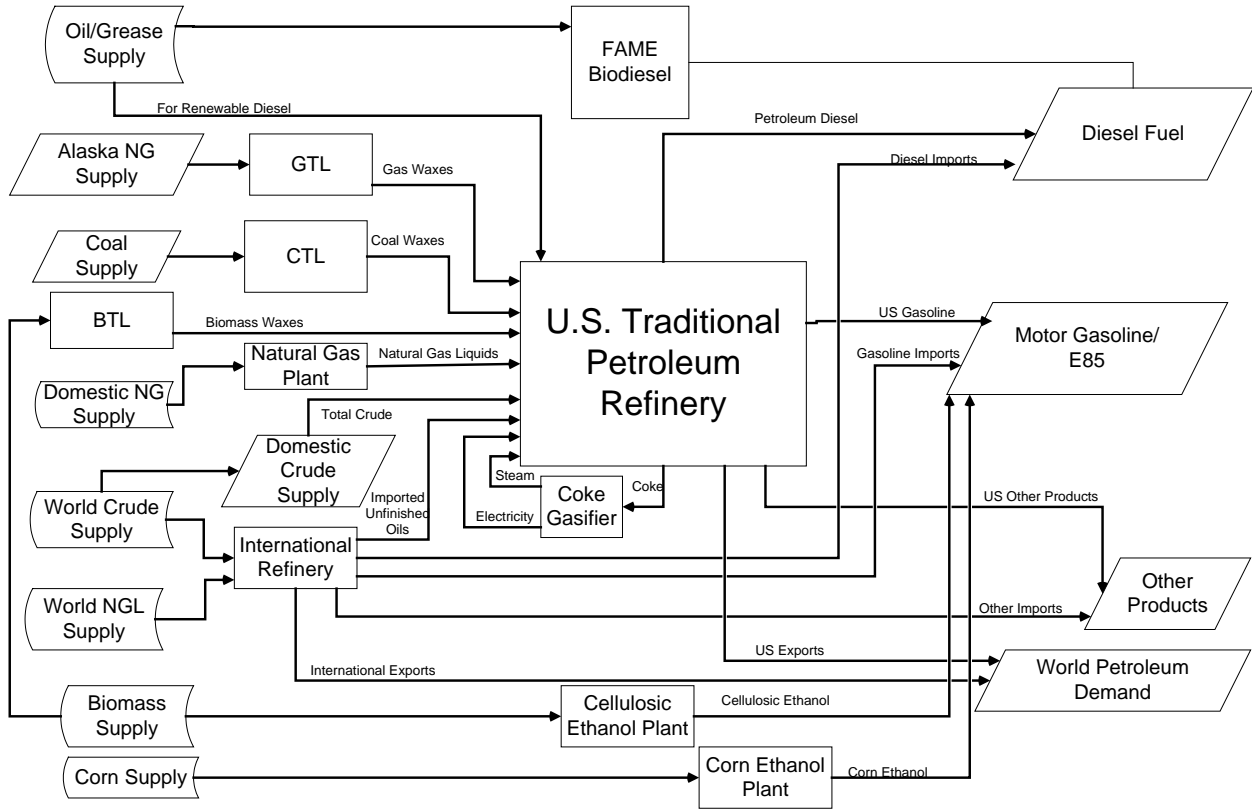 Oil/Grease
Supply
FAME
Biodiesel
For Renewable Diesel
Petroleum Diesel
Diesel Fuel
Alaska NG
Supply
GTL
Gas Waxes
Diesel Imports
Coal
Supply
CTL
Coal Waxes
U.S. Traditional
Petroleum
Refinery
BTL
Biomass Waxes
US Gasoline
Motor Gasoline/
E85
Natural Gas
Plant
Natural Gas Liquids
Gasoline Imports
Domestic NG
Supply
Total Crude
Domestic
Crude
Supply
Imported
Unfinished
Oils
Steam
Electricity
Coke
Coke
Gasifier
US Other Products
World Crude
Supply
International
Refinery
Other
Products
World NGL
Supply
Other Imports
US Exports
International Exports
World Petroleum
Demand
Biomass
Supply
Cellulosic
Ethanol Plant
Cellulosic Ethanol
Corn Supply
Corn Ethanol
Plant
Corn Ethanol